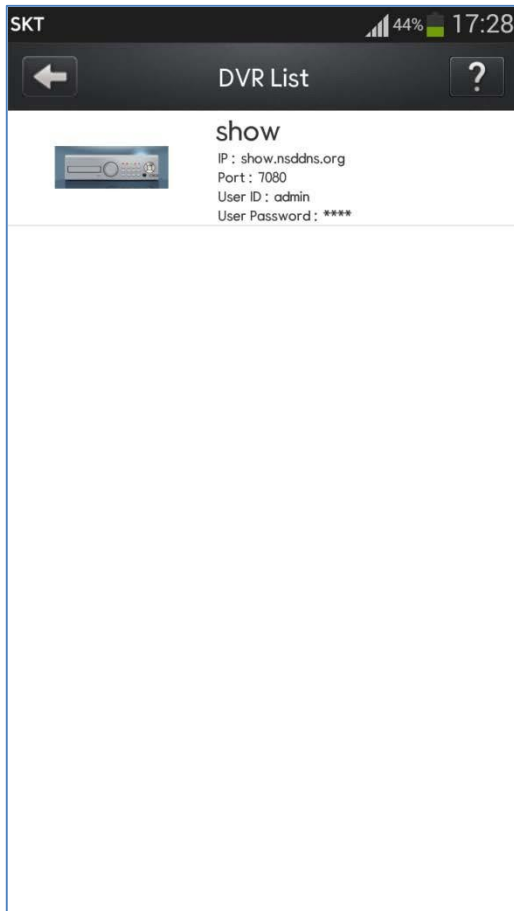 SKT 44% 17:28
DVR List ?
show
IP : show.nsddns.org
Port : 7080
User ID : admin
User Password : ****